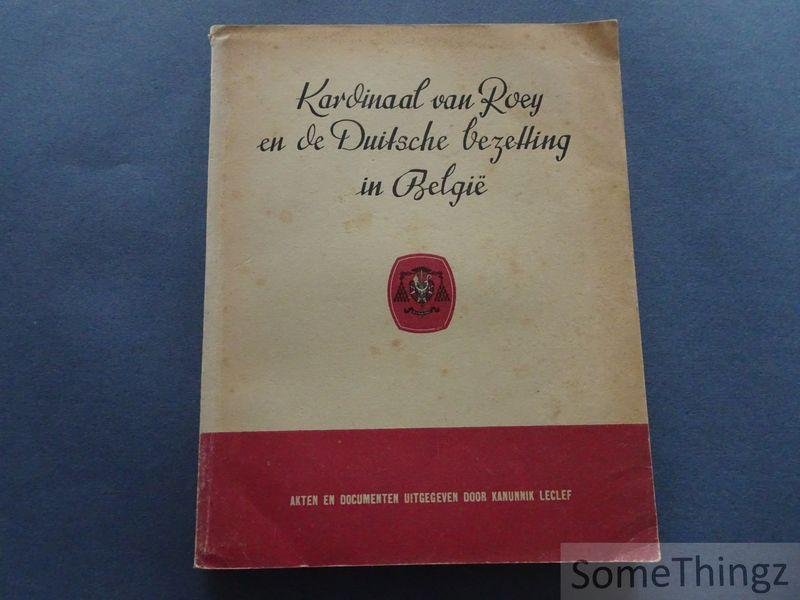 Kardinaal van Roey
en de Duitsche bezetting
in België
AKTEN EN DOCUMENTEN UITGEGEVEN DOOR KANUNNIK LECLEF
SomeThingz